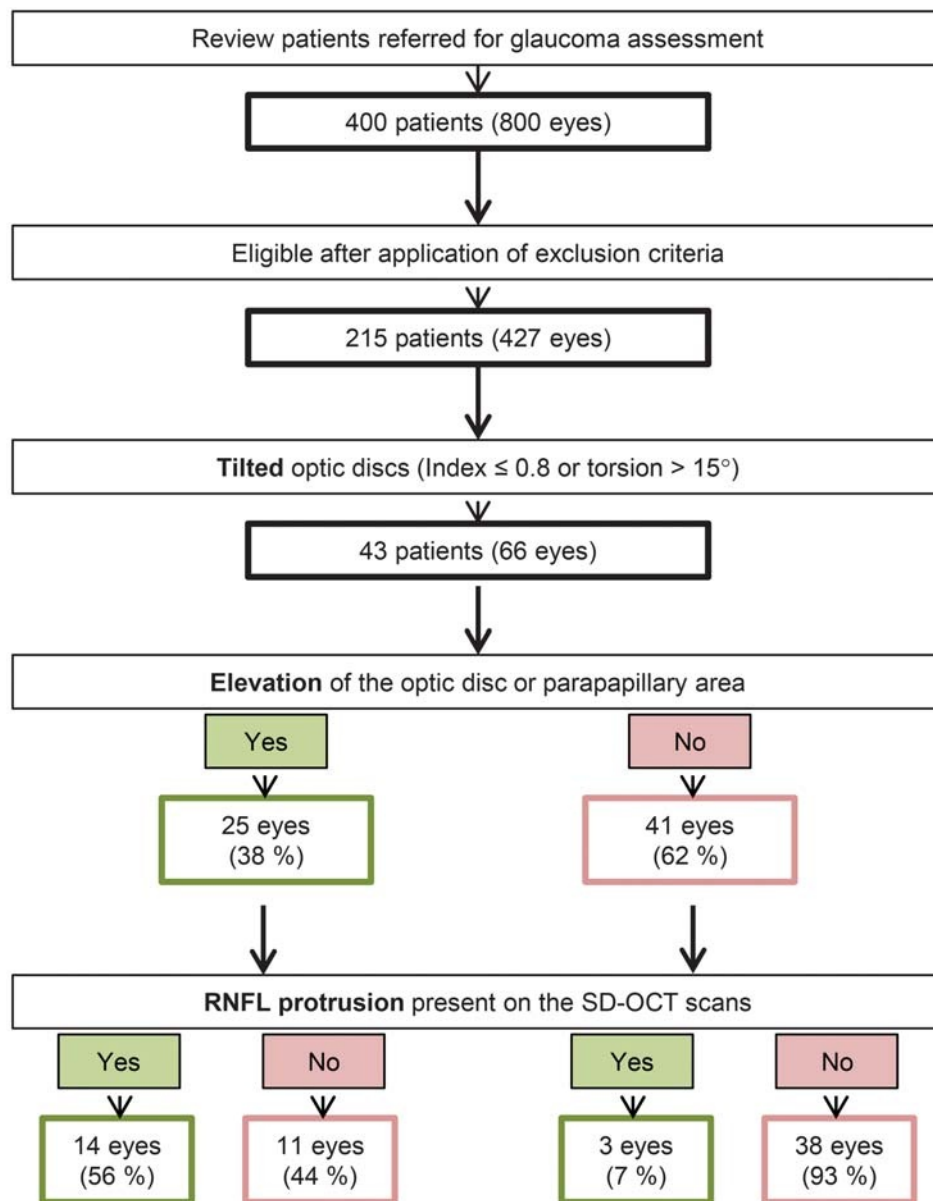 Review patients referred for glaucoma assessment
400 patients (800 eyes)
Eligible after application of exclusion criteria
215 patients (427 eyes)
Tilted optic discs (Index ≤ 0.8 or torsion > 15°)
43 patients (66 eyes)
Elevation of the optic disc or parapapillary area
Yes
No
25 eyes
(38 %)
41 eyes
(62 %)
RNFL protrusion present on the SD-OCT scans
Yes
No
Yes
No
14 eyes
(56 %)
11 eyes
(44 %)
3 eyes
(7 %)
38 eyes
(93 %)